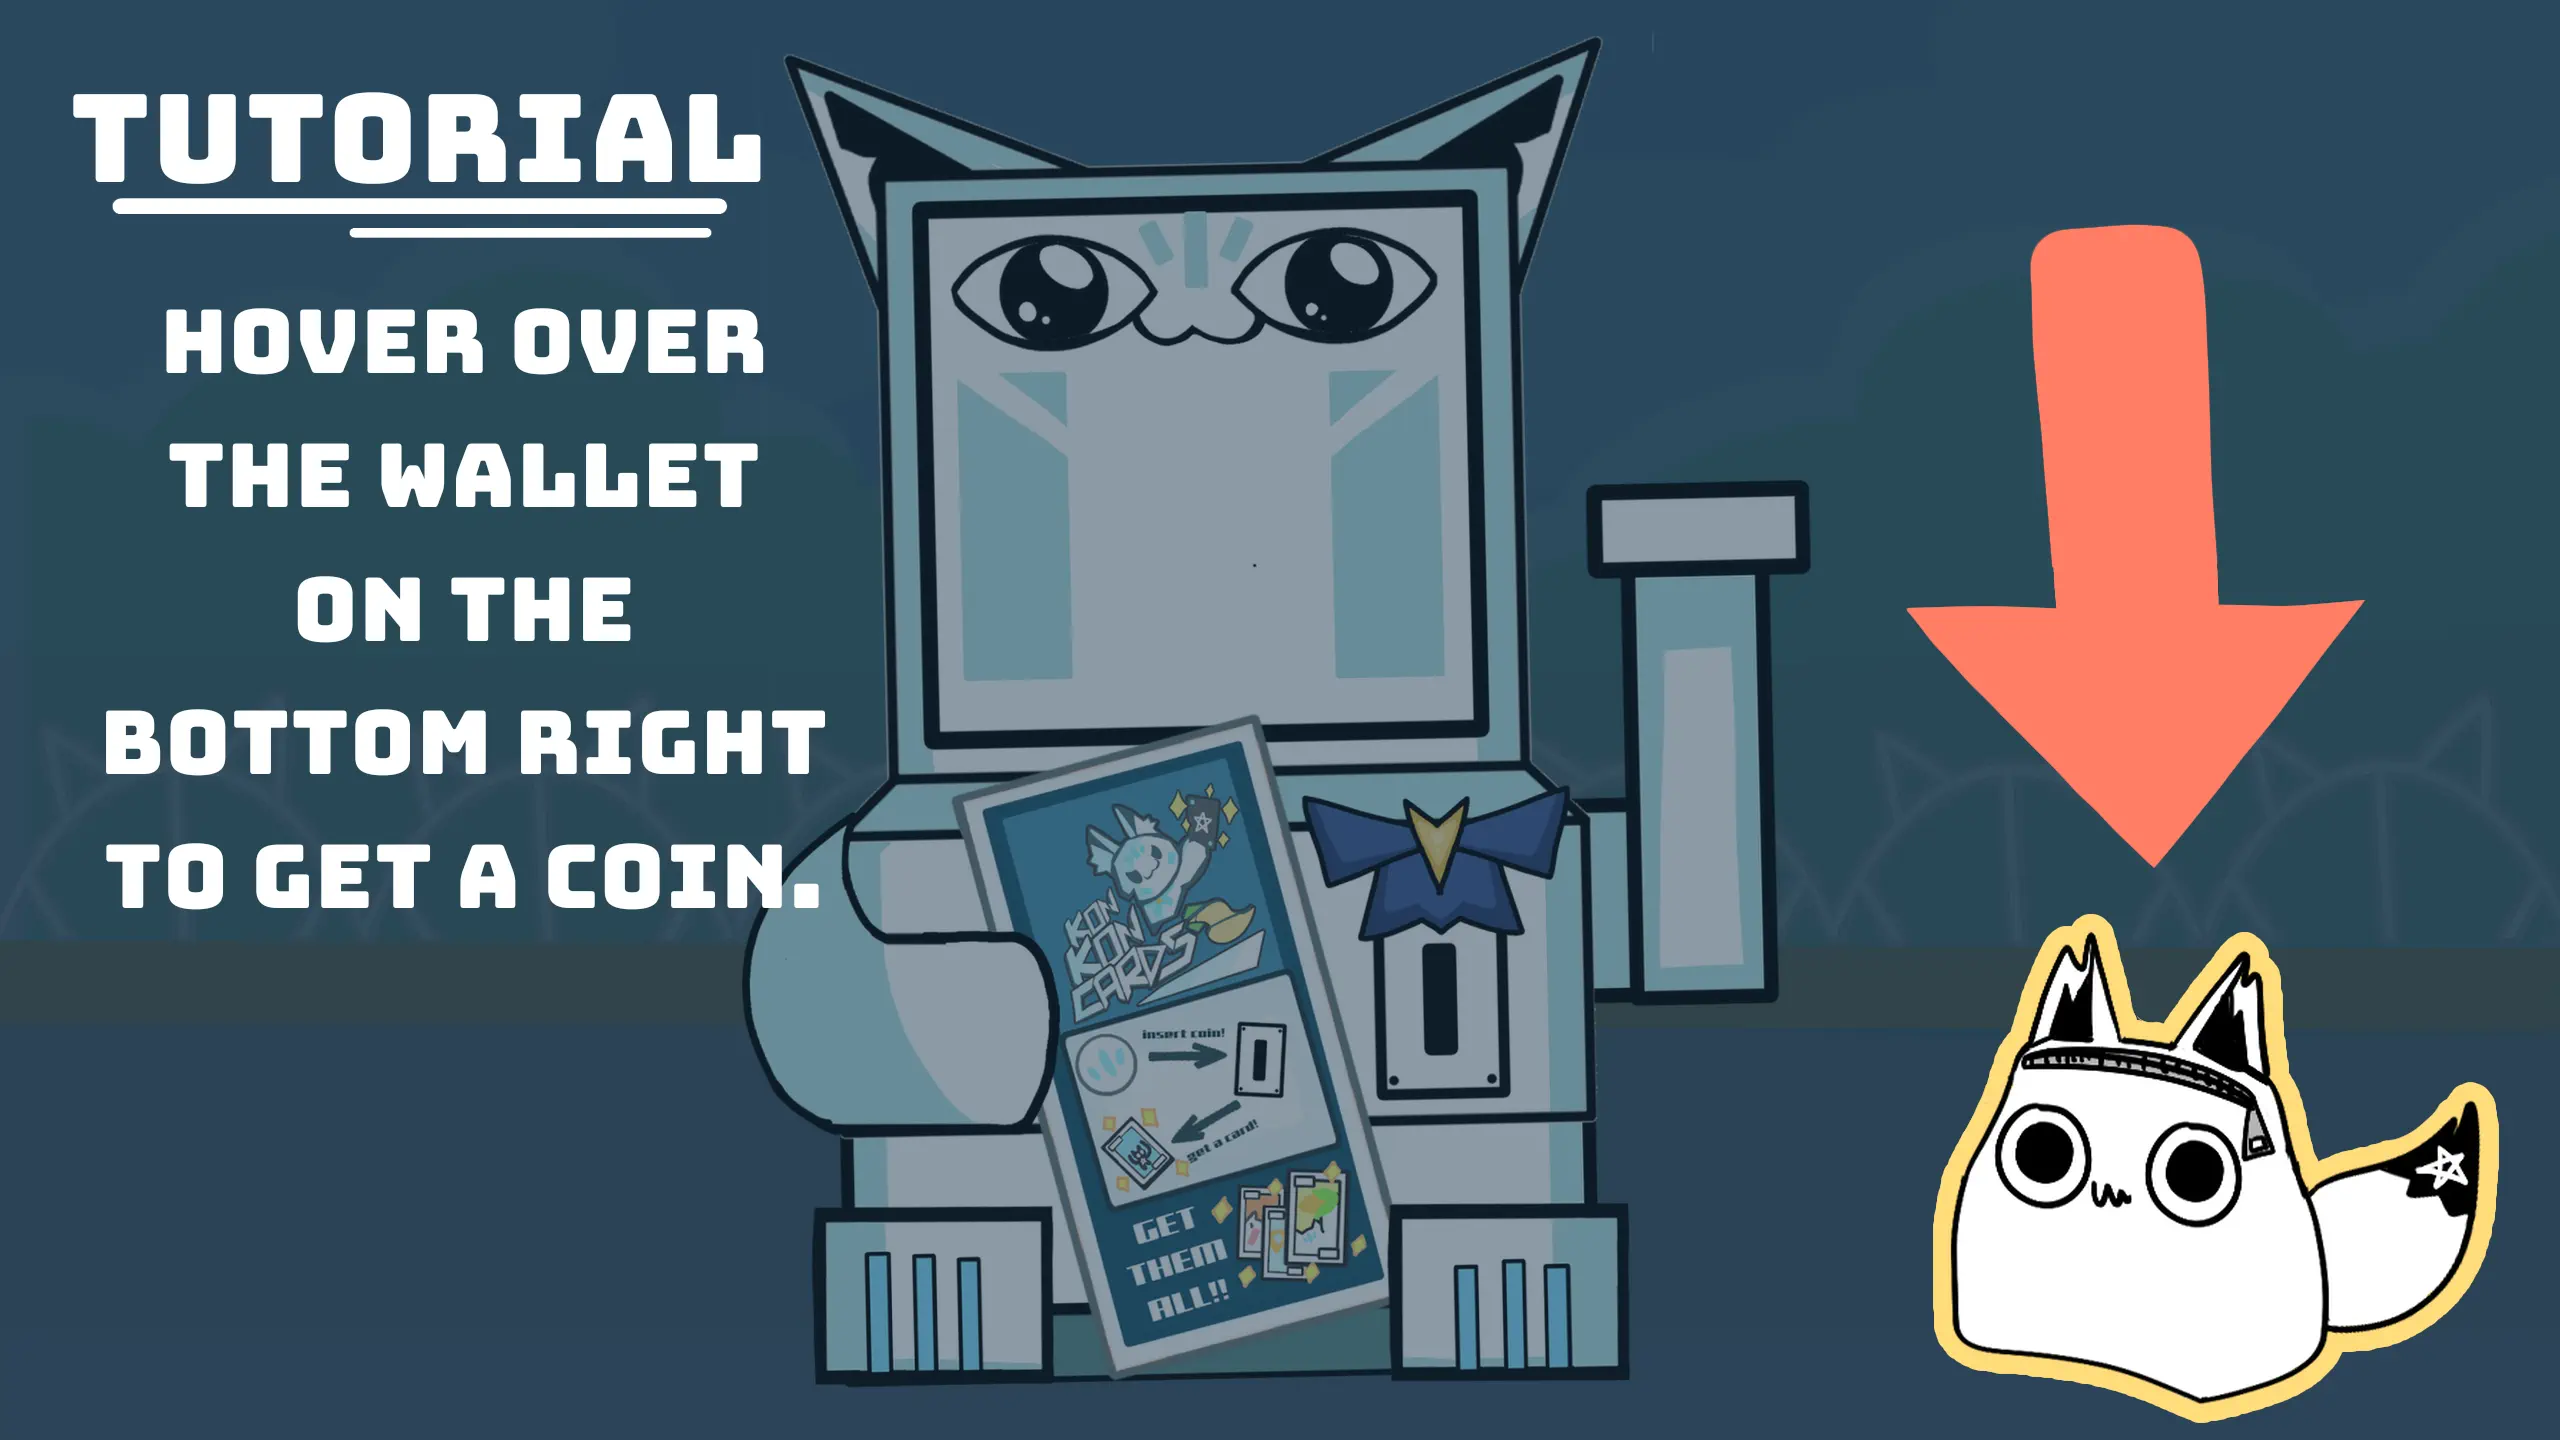 TUTORIAL
HOVER OVER
THE WALLET
ON THE
BOTTOM RIGHT
TO GET A COIN.
KON
KON
CARDS
insert coin!
get a card!
GET
THEM
ALL!!